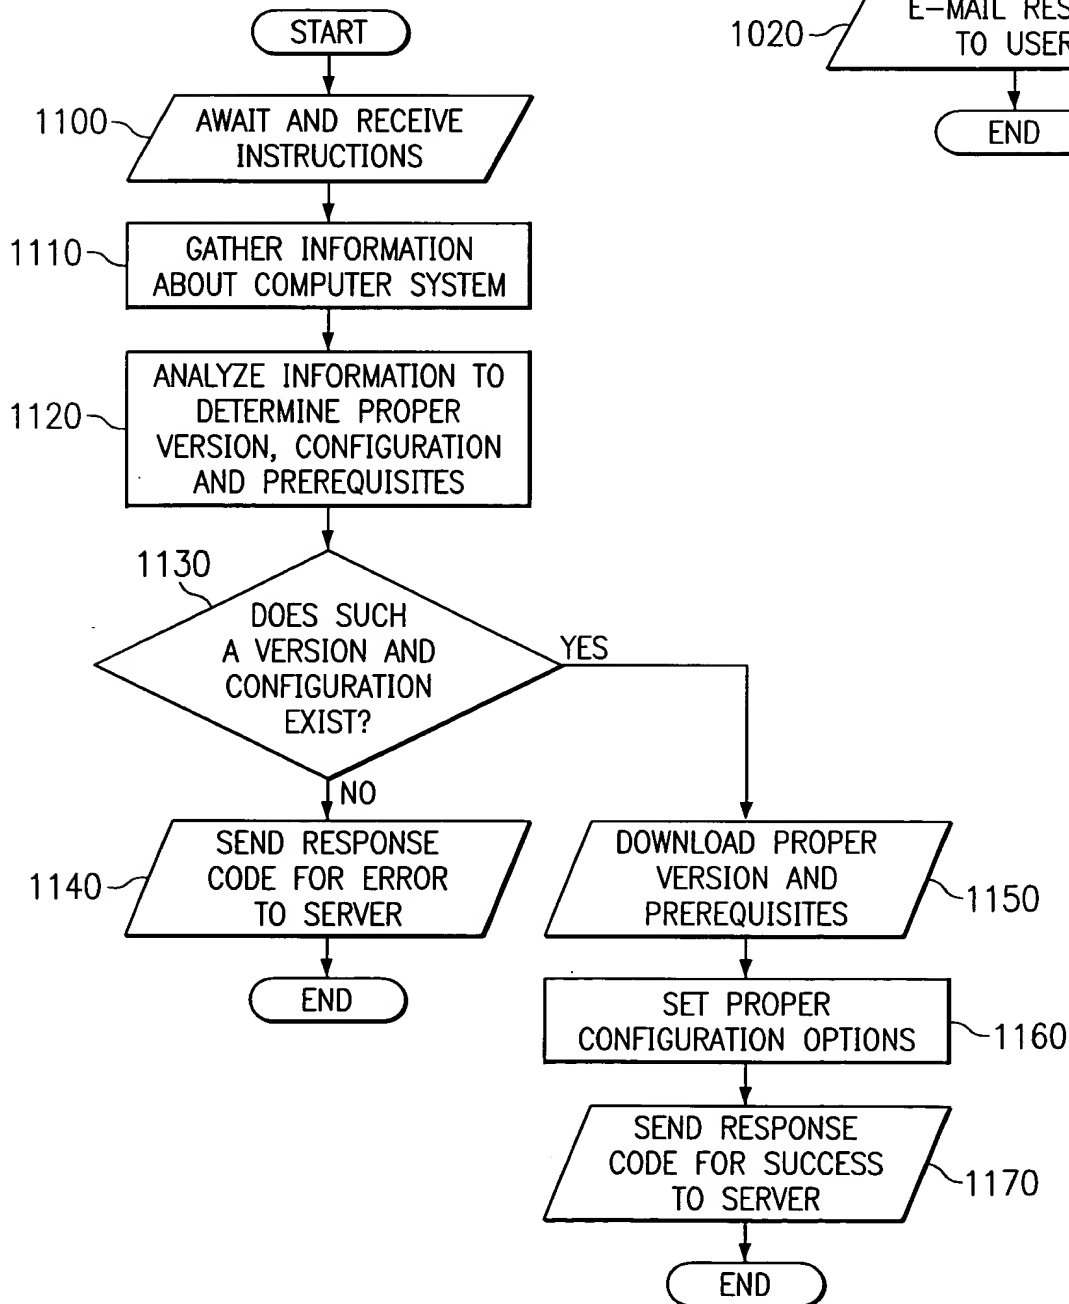 START
1100
AWAIT AND RECEIVE
INSTRUCTIONS
1110
GATHER INFORMATION
ABOUT COMPUTER SYSTEM
1120
ANALYZE INFORMATION TO
DETERMINE PROPER
VERSION, CONFIGURATION
AND PREREQUISITES
1130
DOES SUCH
A VERSION AND
CONFIGURATION
EXIST?
YES
NO
1140
SEND RESPONSE
CODE FOR ERROR
TO SERVER
END
DOWNLOAD PROPER
VERSION AND
PREREQUISITES
1150
SET PROPER
CONFIGURATION OPTIONS
1160
SEND RESPONSE
CODE FOR SUCCESS
TO SERVER
1170
END
1020
E-MAIL
TO USER
END